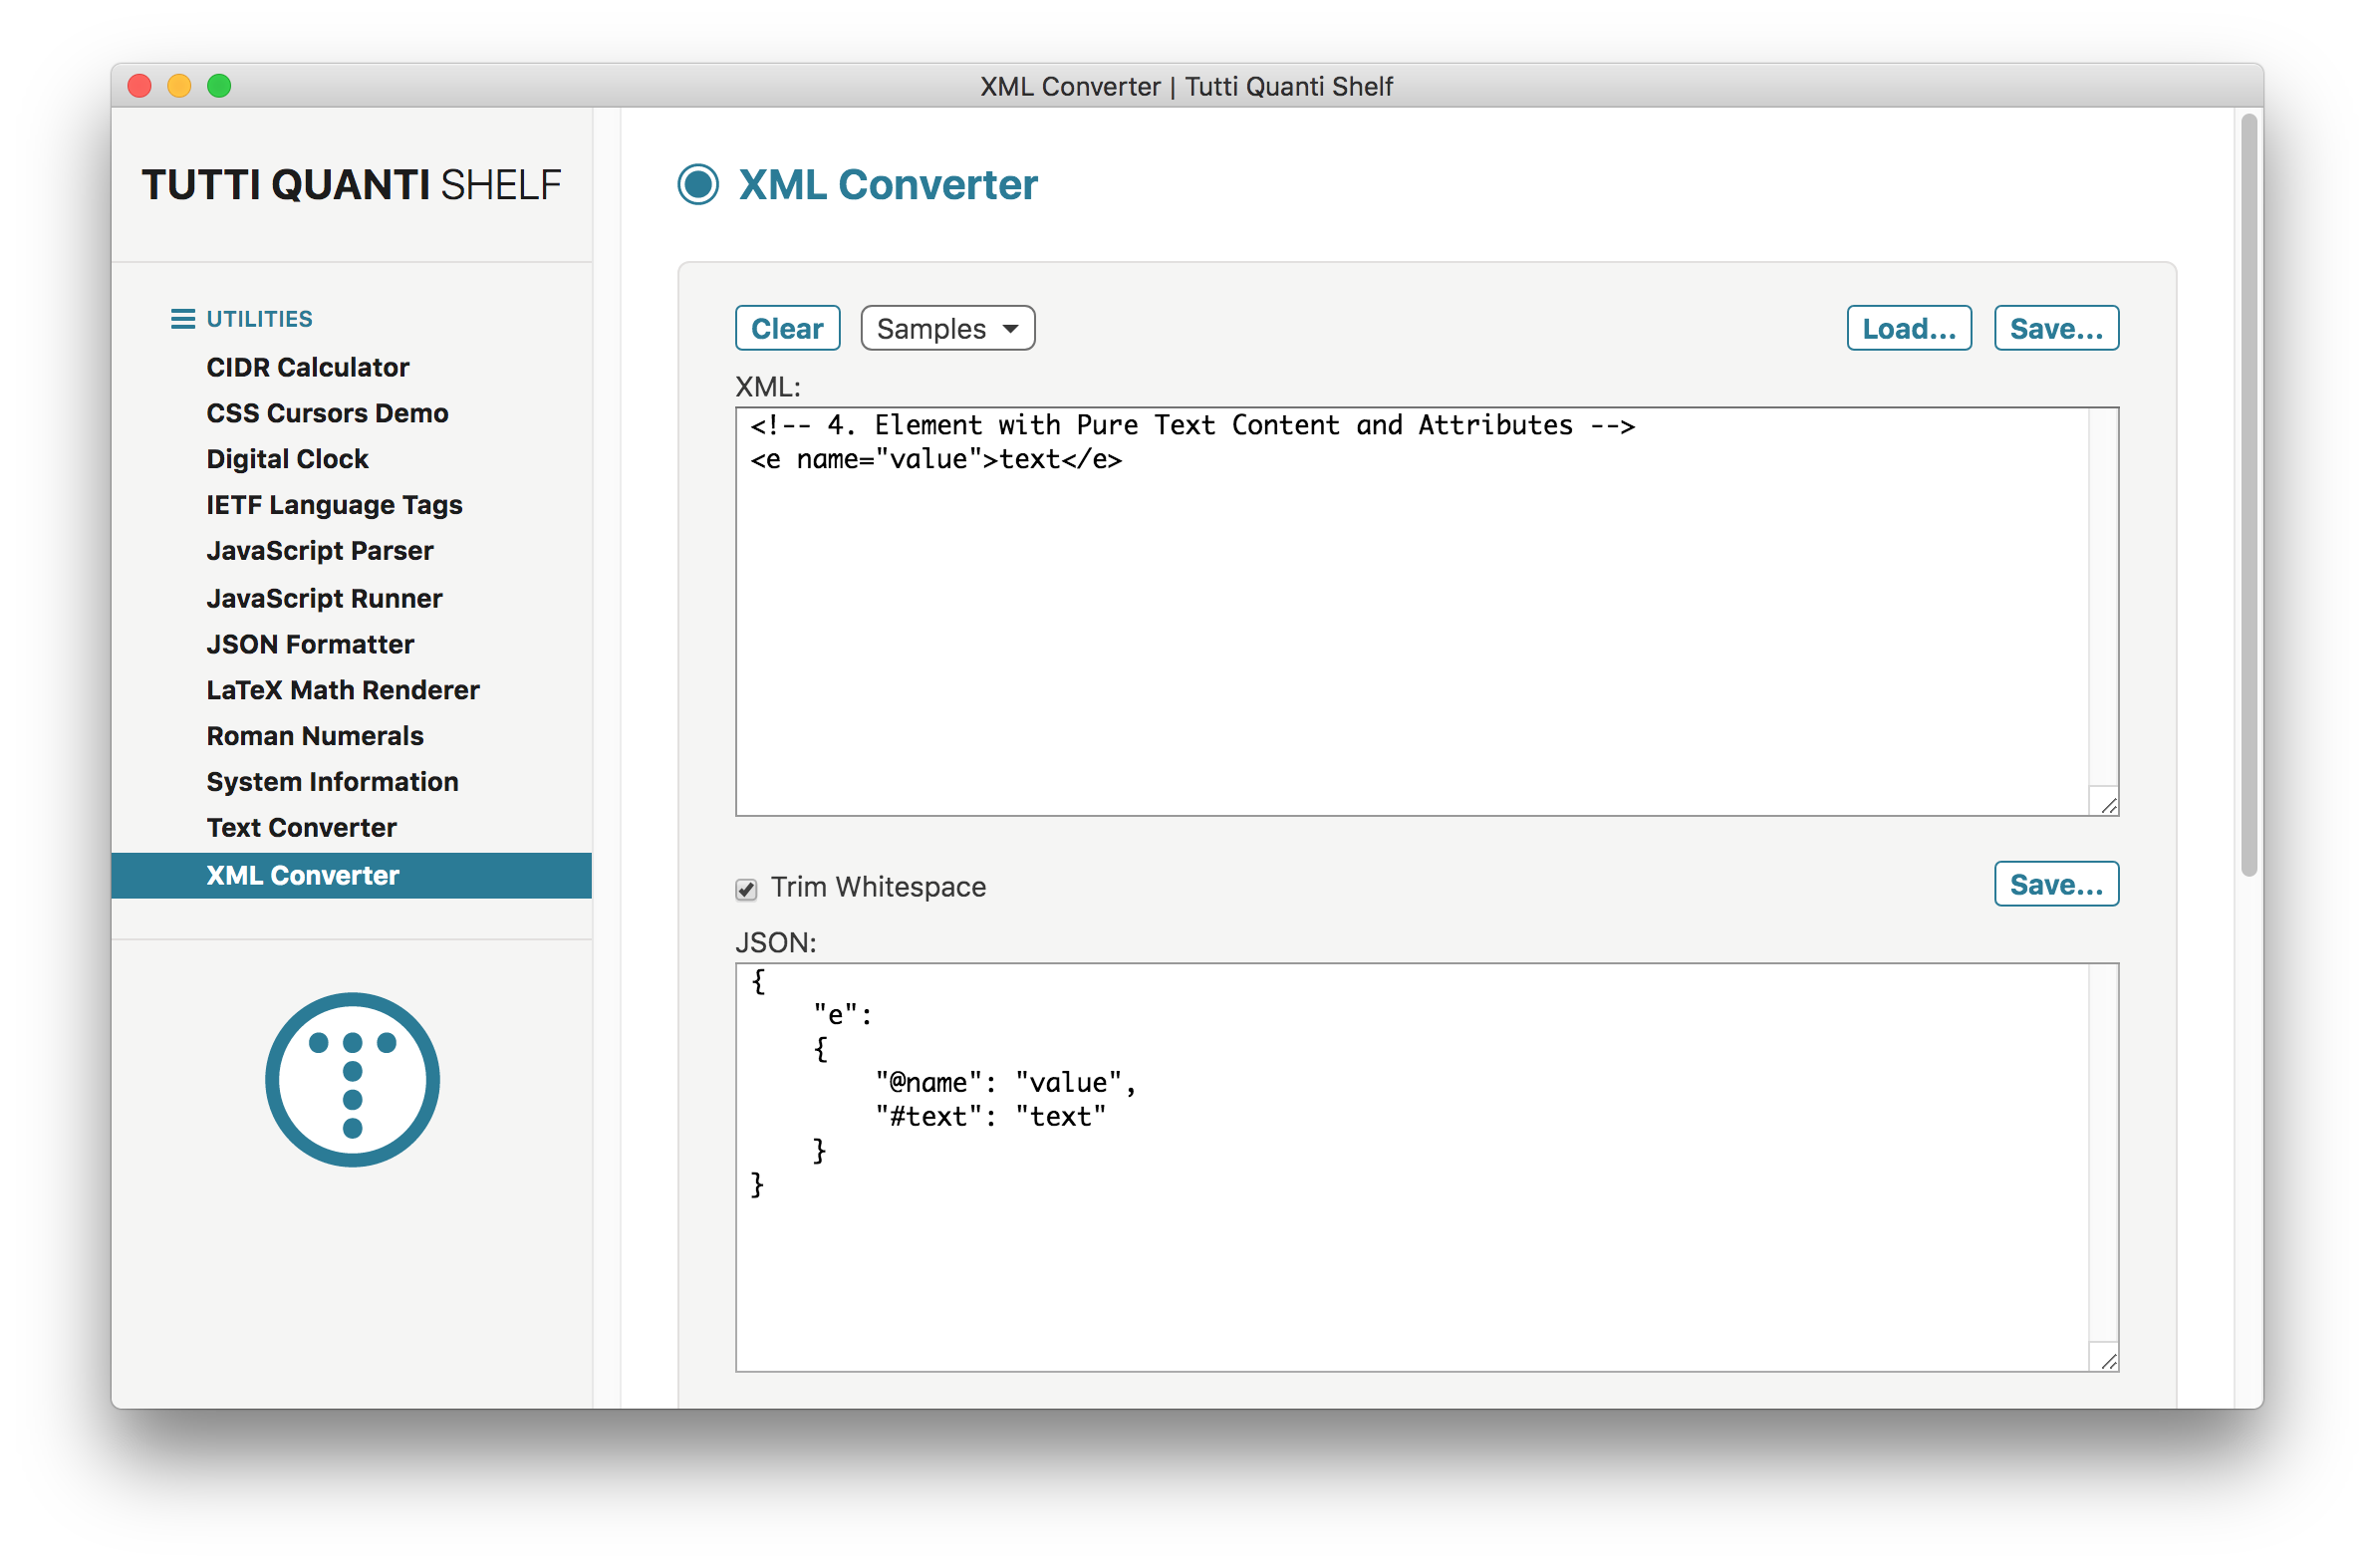 XML Converter | Tutti Quanti Shelf
TUTTI QUANTI SHELF
UTILITIES
CIDR Calculator
CSS Cursors Demo
Digital Clock
IETF Language Tags
JavaScript Parser
JavaScript Runner
JSON Formatter
LaTeX Math Renderer
Roman Numerals
System Information
Text Converter
XML Converter
XML Converter
Clear Samples Load... Save...
XML:
<!-- 4. Element with Pure Text Content and Attributes -->
<e name="value">text</e>
Trim Whitespace Save...
JSON:
{
    "e":
    {
        "@name": "value",
        "#text": "text"
    }
}